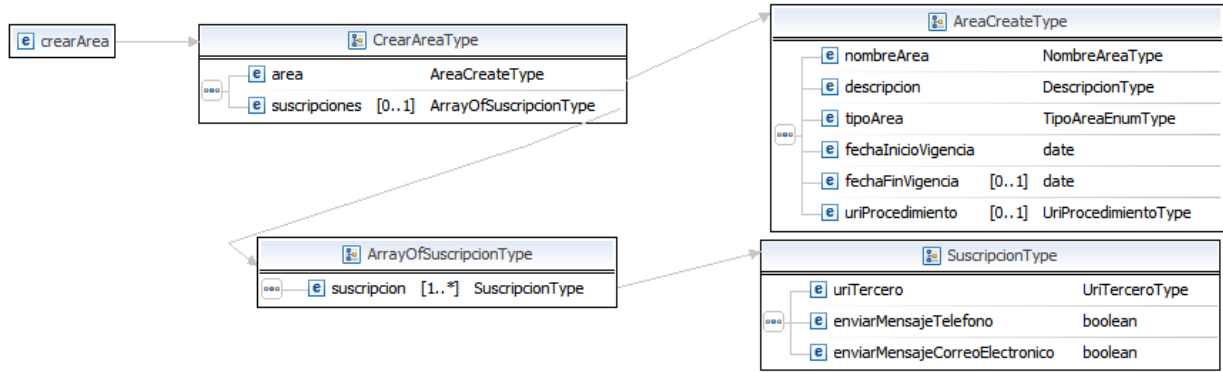 crearArea
CrearAreaType
area AreaCreateType
suscripciones [0..1] ArrayOfSuscripcionType
AreaCreateType
nombreArea NombreAreaType
descripcion DescripcionType
tipoArea TipoAreaEnumType
fechaInicioVigencia date
fechaFinVigencia [0..1] date
uriProcedimiento [0..1] UriProcedimientoType
ArrayOfSuscripcionType
suscripcion [1..*] SuscripcionType
SuscripcionType
uriTercero UriTerceroType
enviarMensajeTelefono boolean
enviarMensajeCorreoElectronico boolean